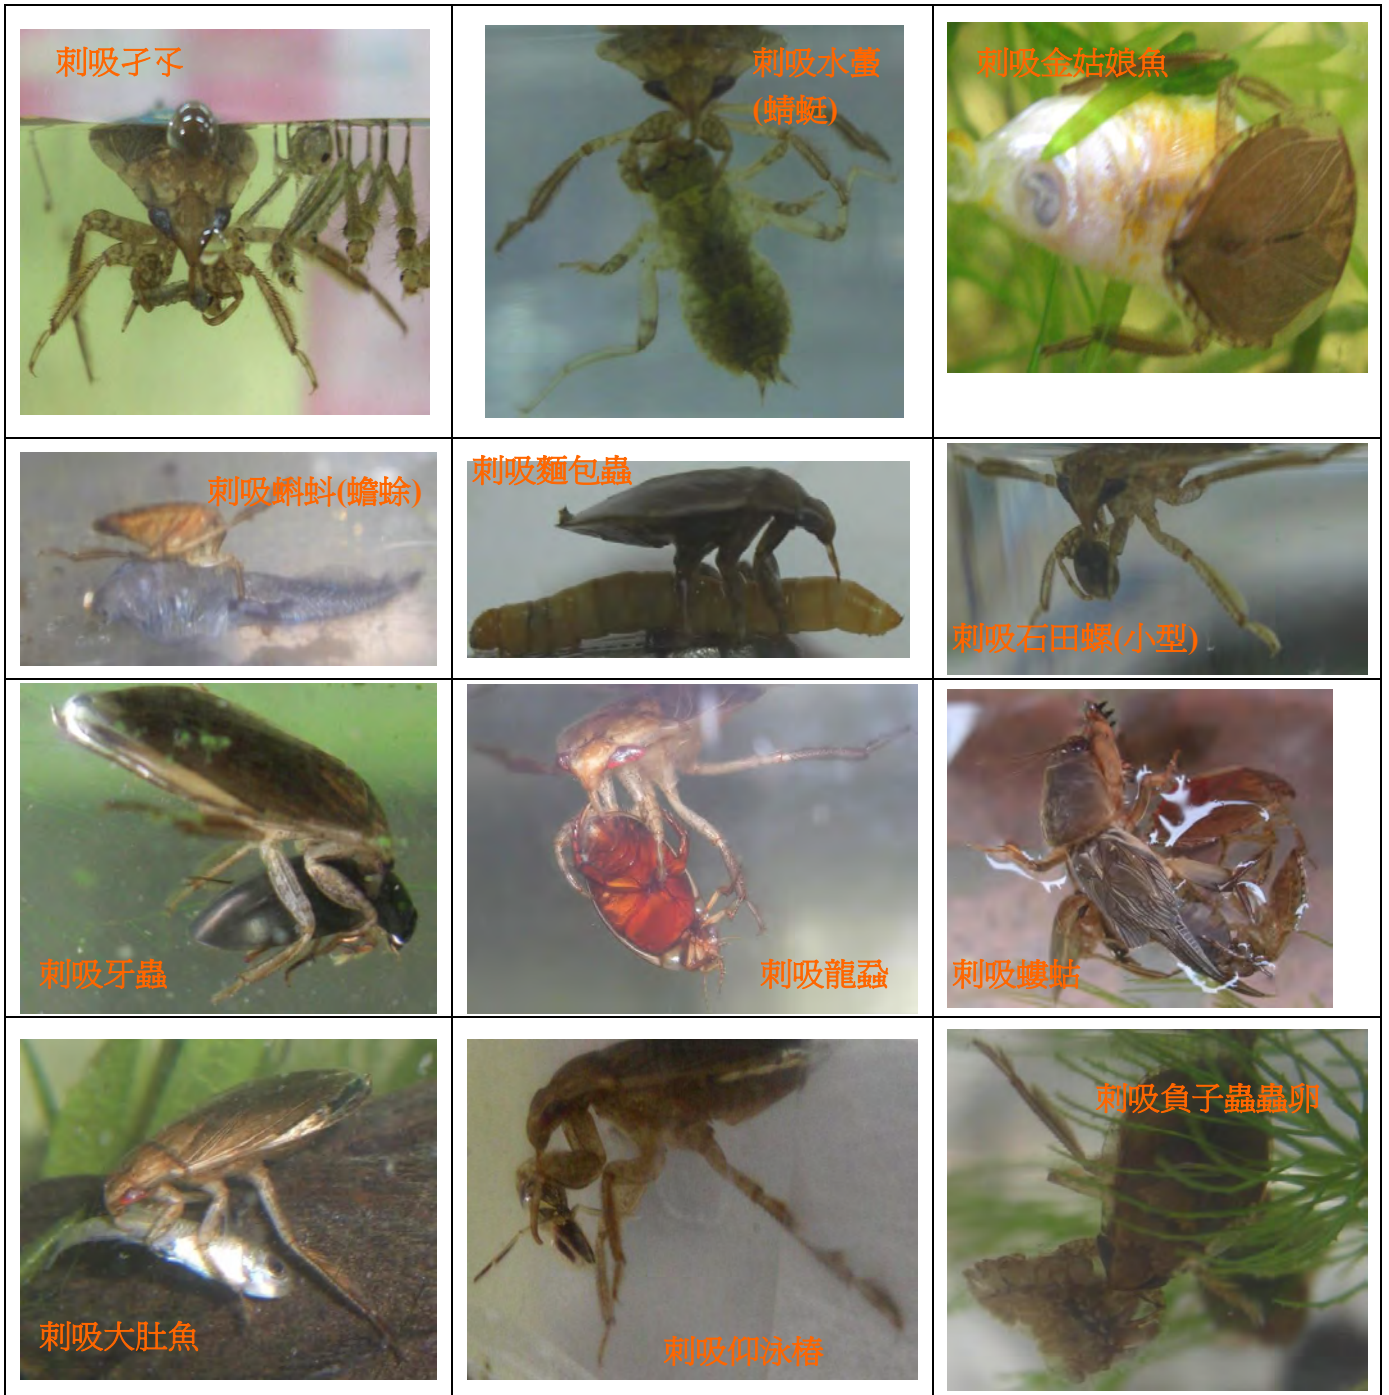 刺吸孑孓
刺吸水蠆
(蜻蜓)
刺吸金姑娘魚
刺吸蝌蚪(蟾蜍)
刺吸麵包蟲
刺吸石田螺(小型)
刺吸牙蟲
刺吸龍蝨
刺吸螻蛄
刺吸大肚魚
刺吸仰泳椿
刺吸負子蟲蟲卵